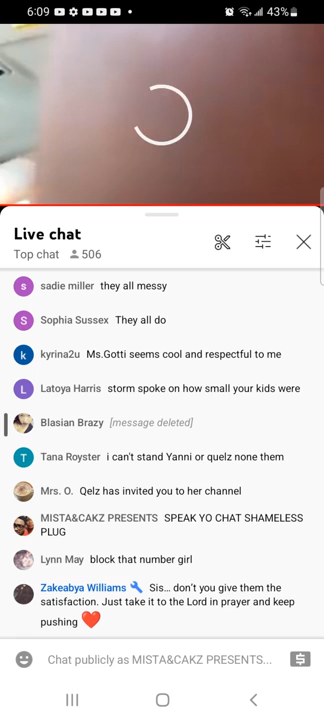 6:09
43%
Live chat
Top chat 506
s sadie miller they all messy
S Sophia Sussex They all do
k kyrina2u Ms.Gotti seems cool and respectful to me
L Latoya Harris storm spoke on how small your kids were
Blasian Brazy [message deleted]
T Tana Royster i can't stand Yanni or quelz none them
Mrs. O. Qelz has invited you to her channel
MISTA&CAKZ PRESENTS SPEAK YO CHAT SHAMELESS
PLUG
Lynn May block that number girl
Zakeabya Williams Sis... don't you give them the
satisfaction. Just take it to the Lord in prayer and keep
pushing
Chat publicly as MISTA&CAKZ PRESENTS...